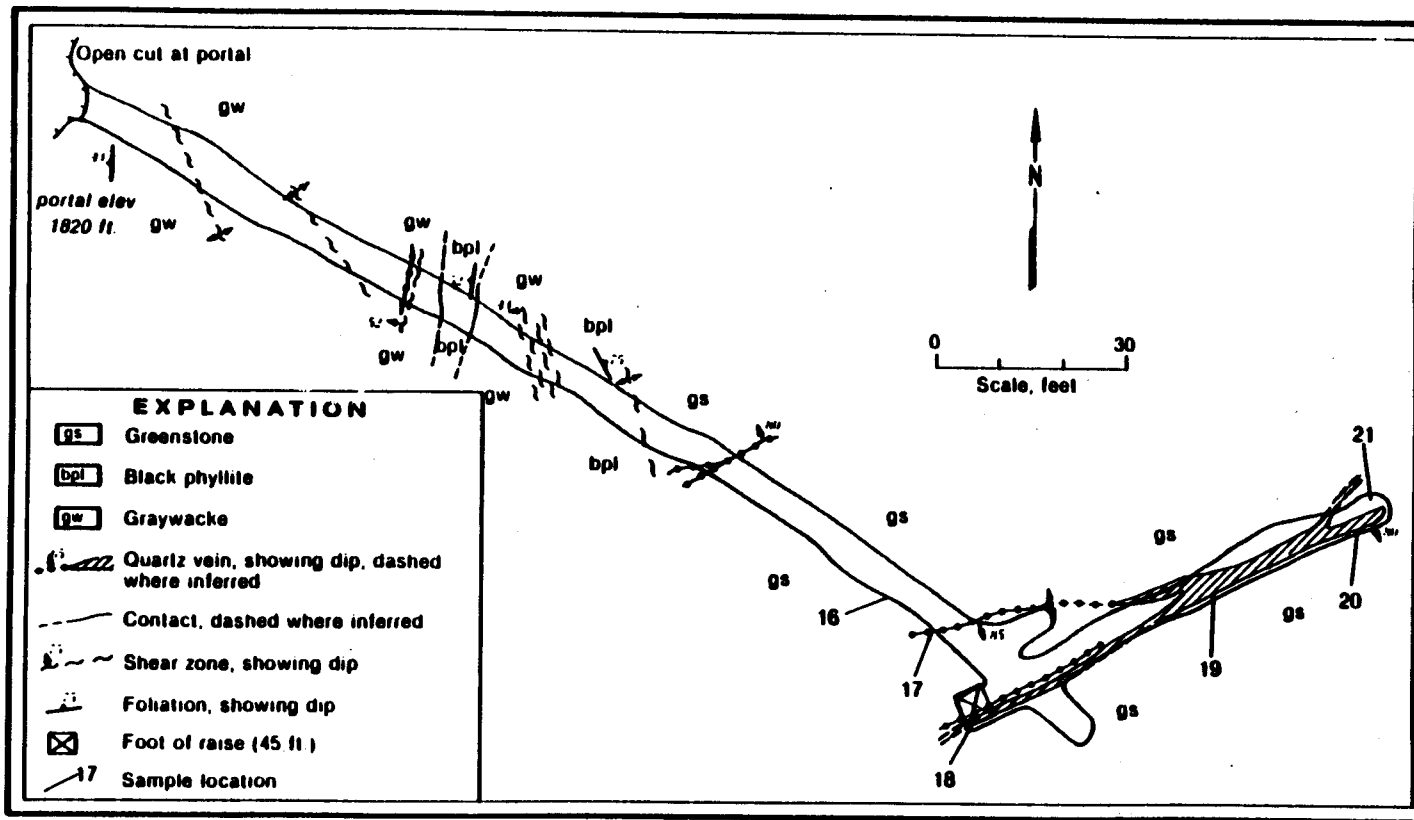 Open cut at portal
gw
portal elev
1820 ft.
gw
gw
bpl
gw
bpl
gw
bpl
gw
gs
bpl
gs
gs
16
17
18
gs
gs
gs
19
20
21
N
0 30
Scale, feet
EXPLANATION
gs Greenstone
bpl Black phyllite
gw Graywacke
Quartz vein, showing dip, dashed
where inferred
Contact, dashed where inferred
Shear zone, showing dip
Foliation, showing dip
Foot of raise (45 ft.)
17 Sample location